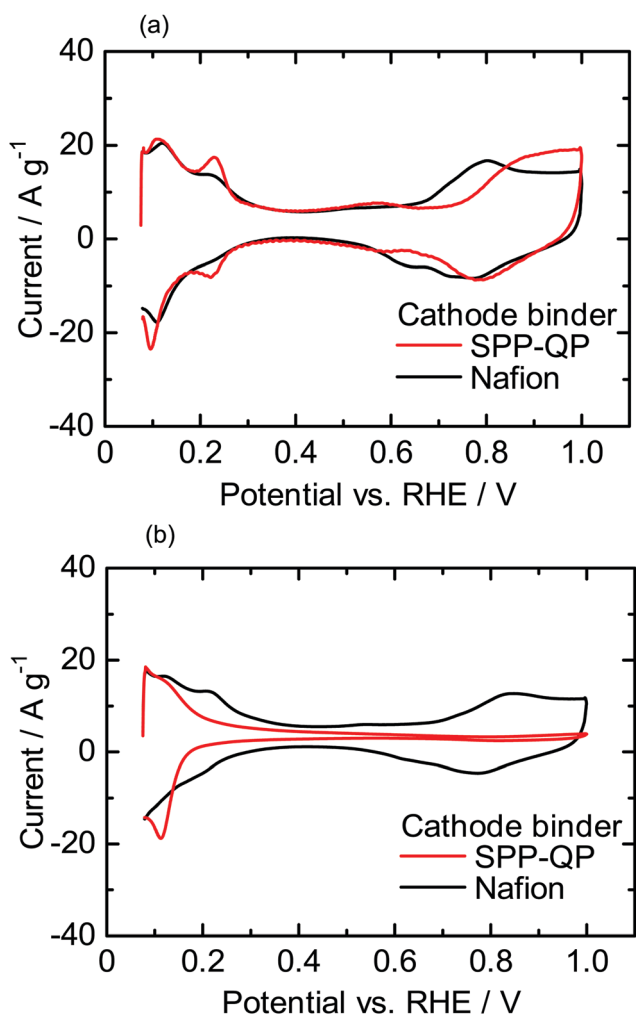 (a)
40
20
0
-20
-40
Current / A g⁻¹
Cathode binder
SPP-QP
Nafion
0 0.2 0.4 0.6 0.8 1.0
Potential vs. RHE / V
(b)
40
20
0
-20
-40
Current / A g⁻¹
Cathode binder
SPP-QP
Nafion
0 0.2 0.4 0.6 0.8 1.0
Potential vs. RHE / V